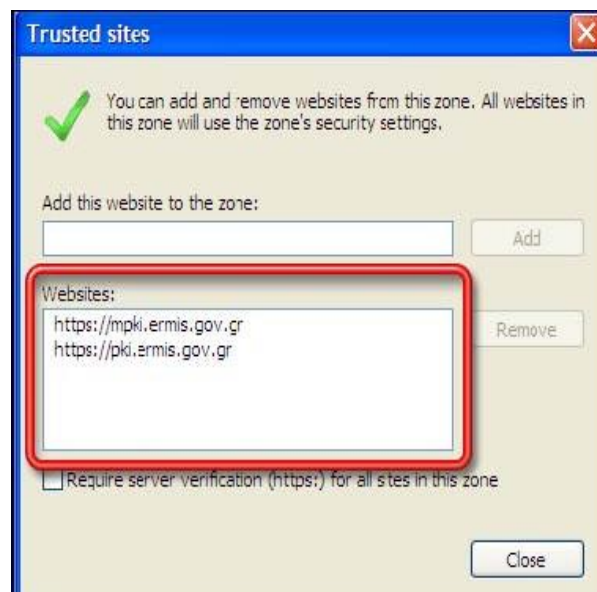 Trusted sites
You can add and remove websites from this zone. All websites in
this zone will use the zone's security settings.
Add this website to the zone:
Add
Websites:
https://mpki.ermis.gov.gr
https://pki.ermis.gov.gr
Remove
Require server verification (https:) for all sites in this zone
Close